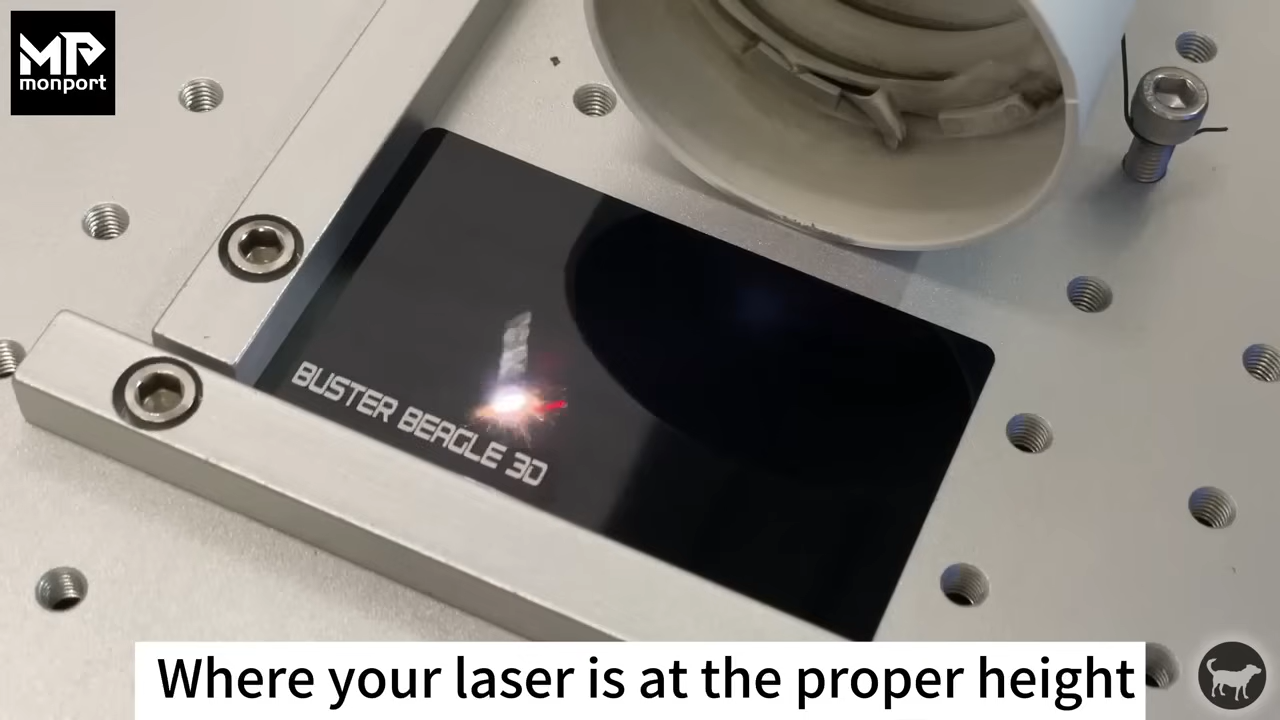 MP
monport
BUSTER BEAGLE 3D
Where your laser is at the proper height